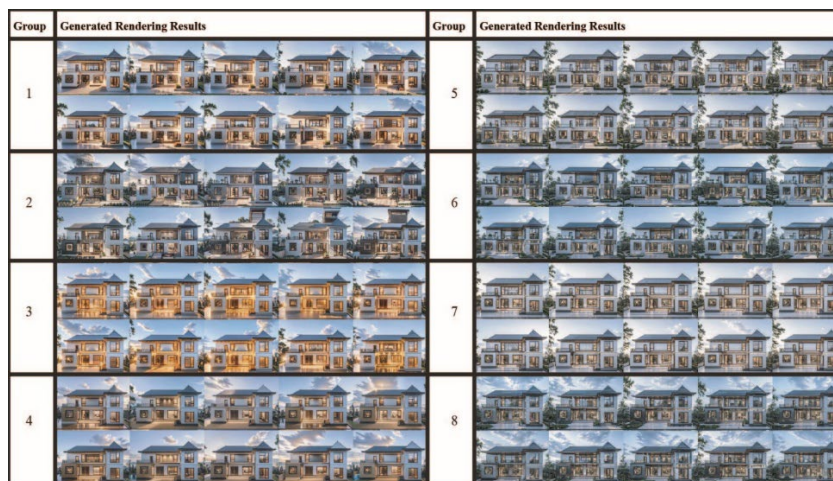 Group Generated Rendering Results Group Generated Rendering Results
1 5
2 6
3 7
4 8